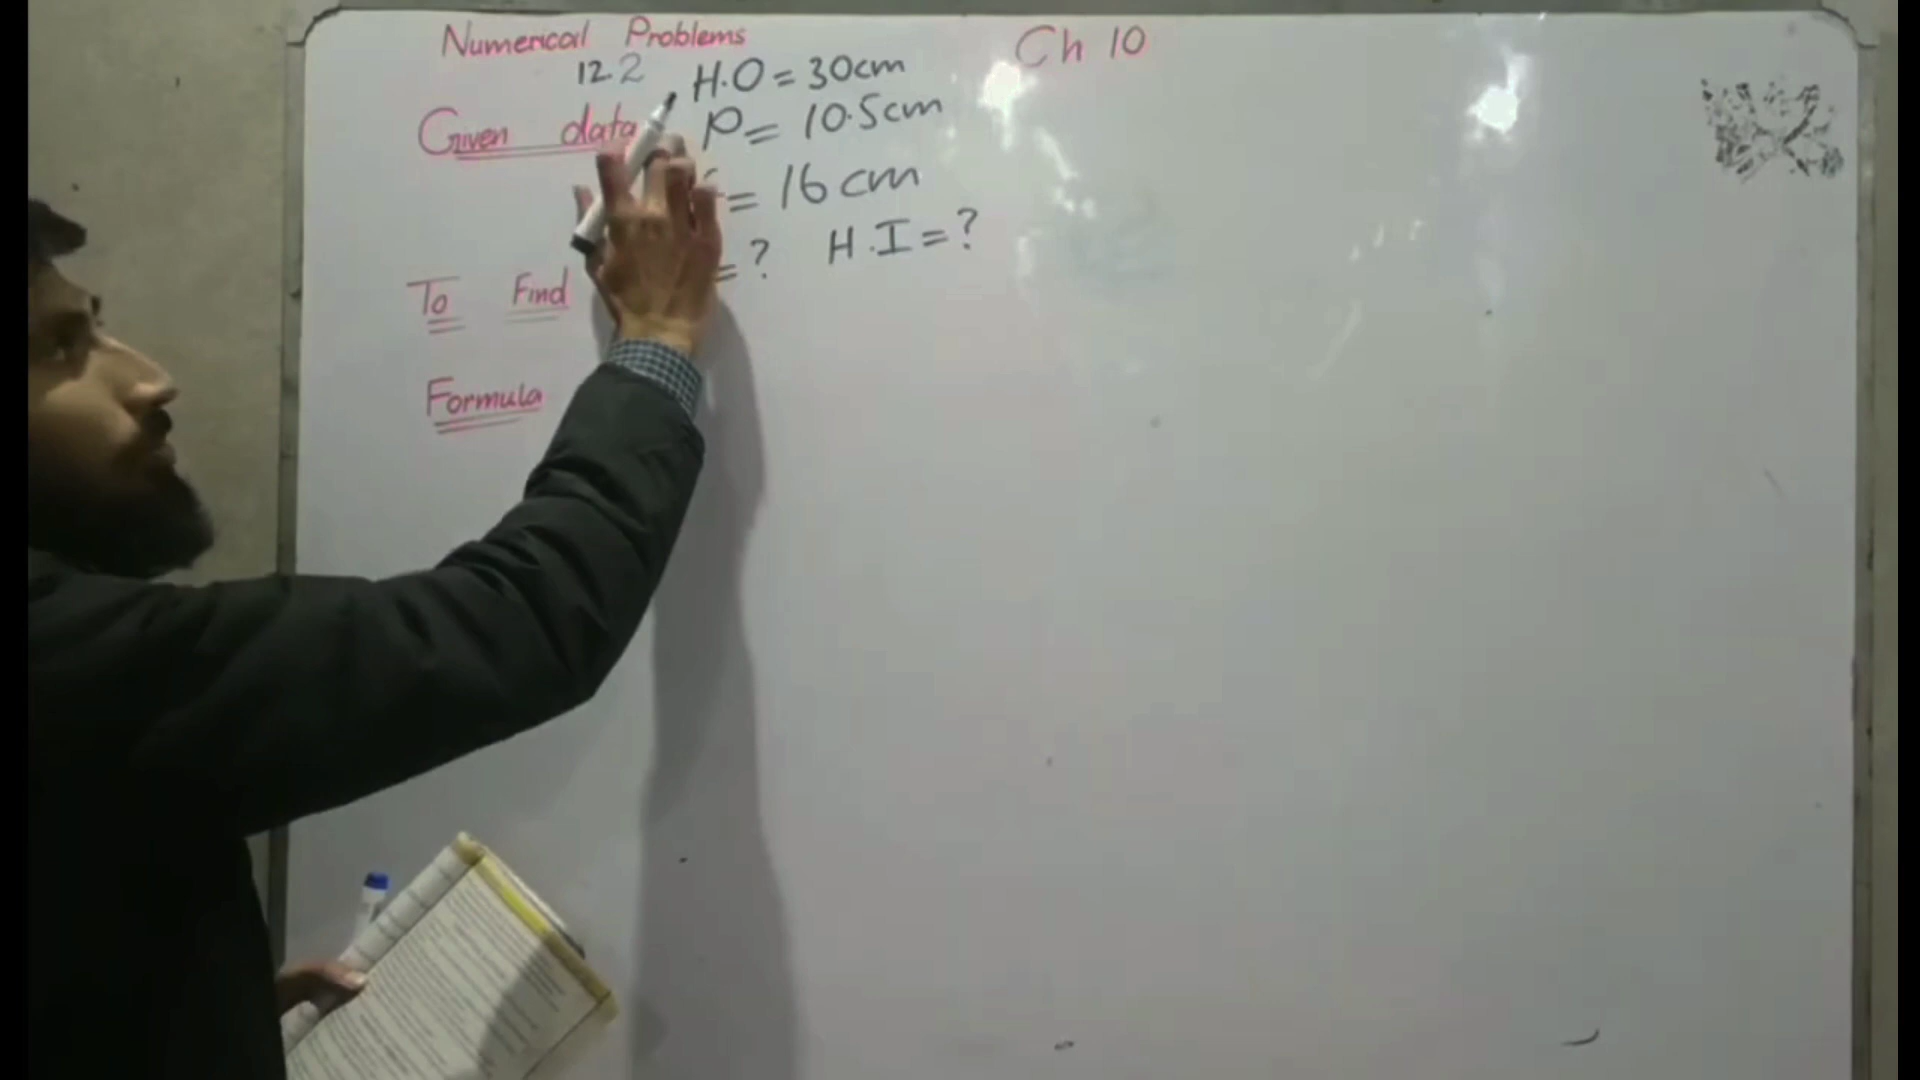 Numerical Problems
Ch 10
12.2 H.O = 30cm
Given data P = 10.5cm
= 16 cm
To Find = ? H.I = ?
Formula